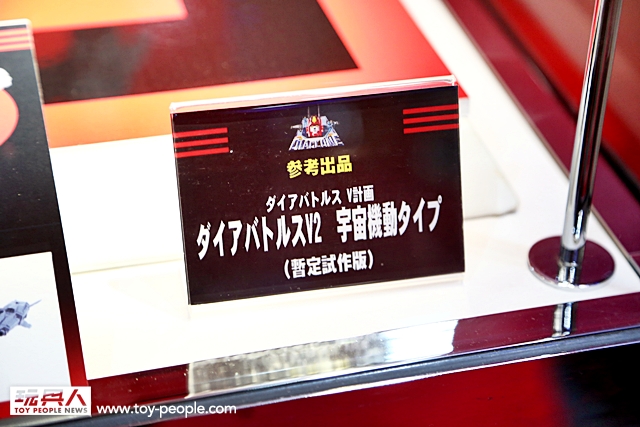 DIACLONE
参考出品
ダイアバトルス V計画
ダイアバトルスV2 宇宙機動タイプ
(暫定試作版)
玩具人
TOY PEOPLE NEWS
www.toy-people.com